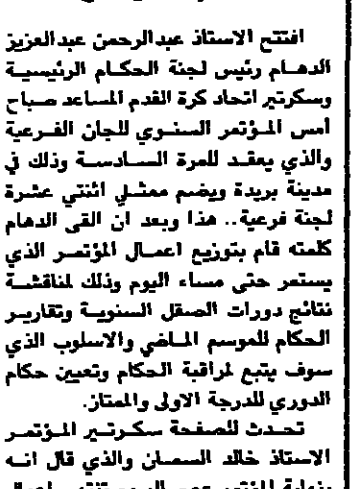 افتتح الاستاذ عبدالرحمن عبدالعزيز
الدهام رئيس لجنة الحكام الرئيسية
وسكرتير اتحاد كرة القدم المساعد صباح
أمس المؤتمر السنوي للجان الفرعية
والذي يعقد للمرة السادسة وذلك في
مدينة بريدة ويضم ممثلي اثنتي عشرة
لجنة فرعية.. هذا وبعد ان القى الدهام
كلمته قام بتوزيع اعمال المؤتمر الذي
يستمر حتى مساء اليوم وذلك لمناقشة
نتائج دورات الصقل السنوية وتقارير
الحكام للموسم الماضي والاسلوب الذي
سوف يتبع لمراقبة الحكام وتعيين حكام
الدوري للدرجة الاولى والممتاز.
تحدث للصفحة سكرتير المؤتمر
الاستاذ خالد السمعان والذي قال انه